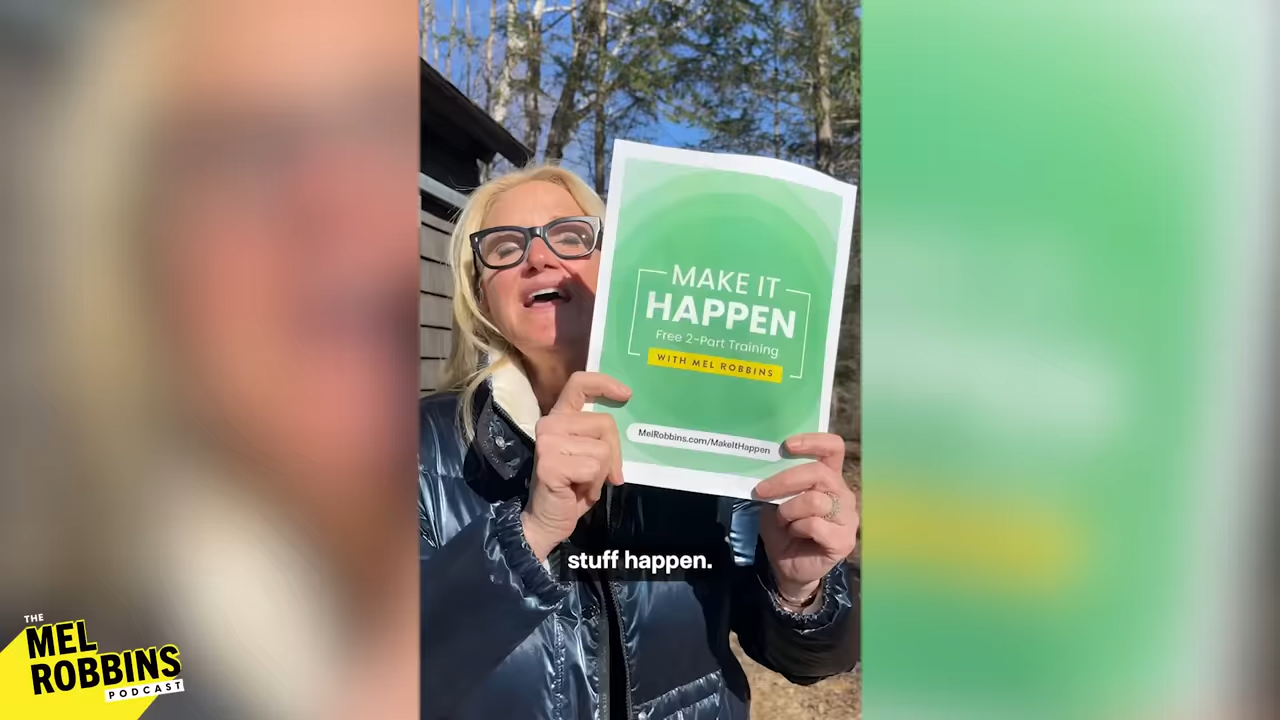 MAKE IT
HAPPEN
Free 2-Part Training
WITH MEL ROBBINS
MelRobbins.com/MakeItHappen
stuff happen.
THE
MEL
ROBBINS
PODCAST